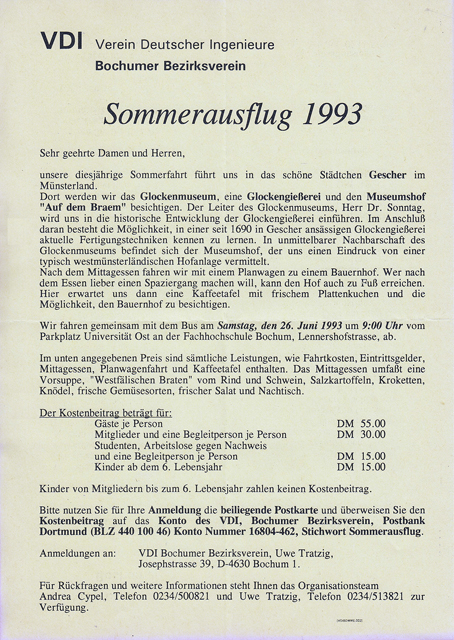 VDI Verein Deutscher Ingenieure
Bochumer Bezirksverein
Sommerausflug 1993
Sehr geehrte Damen und Herren,
unsere diesjährige Sommerfahrt führt uns in das schöne Städtchen Gescher im
Münsterland.
Dort werden wir das Glockenmuseum, eine Glockengießerei und den Museumshof
"Auf dem Braem" besichtigen. Der Leiter des Glockenmuseums, Herr Dr. Sonntag,
wird uns in die historische Entwicklung der Glockengießerei einführen. Im Anschluß
daran besteht die Möglichkeit, in einer seit 1690 in Gescher ansässigen Glockengießerei
aktuelle Fertigungstechniken kennen zu lernen. In unmittelbarer Nachbarschaft des
Glockenmuseums befindet sich der Museumshof, der uns einen Eindruck von einer
typisch westmünsterländischen Hofanlage vermittelt.
Nach dem Mittagessen fahren wir mit einem Planwagen zu einem Bauernhof. Wer nach
dem Essen lieber einen Spaziergang machen will, kann den Hof auch zu Fuß erreichen.
Hier erwartet uns dann eine Kaffeetafel mit frischem Plattenkuchen und die
Möglichkeit, den Bauernhof zu besichtigen.
Wir fahren gemeinsam mit dem Bus am Samstag, den 26. Juni 1993 um 9:00 Uhr vom
Parkplatz Universität Ost an der Fachhochschule Bochum, Lennershofstrasse, ab.
Im unten angegebenen Preis sind sämtliche Leistungen, wie Fahrtkosten, Eintrittsgelder,
Mittagessen, Planwagenfahrt und Kaffeetafel enthalten. Das Mittagessen umfaßt eine
Vorsuppe, "Westfälischen Braten" vom Rind und Schwein, Salzkartoffeln, Kroketten,
Knödel, frische Gemüsesorten, frischer Salat und Nachtisch.
Der Kostenbeitrag beträgt für:
Gäste je Person DM 55.00
Mitglieder und eine Begleitperson je Person DM 30.00
Studenten, Arbeitslose gegen Nachweis
und eine Begleitperson je Person DM 15.00
Kinder ab dem 6. Lebensjahr DM 15.00
Kinder von Mitgliedern bis zum 6. Lebensjahr zahlen keinen Kostenbeitrag.
Bitte nutzen Sie für Ihre Anmeldung die beiliegende Postkarte und überweisen Sie den
Kostenbeitrag auf das Konto des VDI, Bochumer Bezirksverein, Postbank
Dortmund (BLZ 440 100 46) Konto Nummer 16804-462, Stichwort Sommerausflug.
Anmeldungen an: VDI Bochumer Bezirksverein, Uwe Tratzig,
Josephstrasse 39, D-4630 Bochum 1.
Für Rückfragen und weitere Informationen steht Ihnen das Organisationsteam
Andrea Cypel, Telefon 0234/500821 und Uwe Tratzig, Telefon 0234/513821 zur
Verfügung.